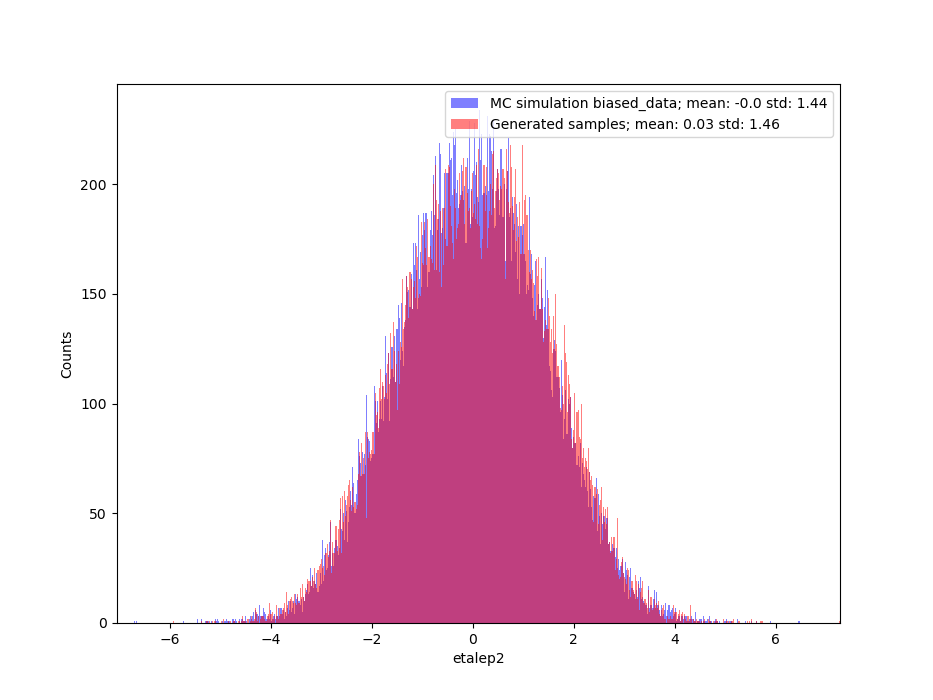 MC simulation biased_data; mean: -0.0 std: 1.44
Generated samples; mean: 0.03 std: 1.46
200
150
100
50
0
Counts
−6 −4 −2 0 2 4 6
etalep2